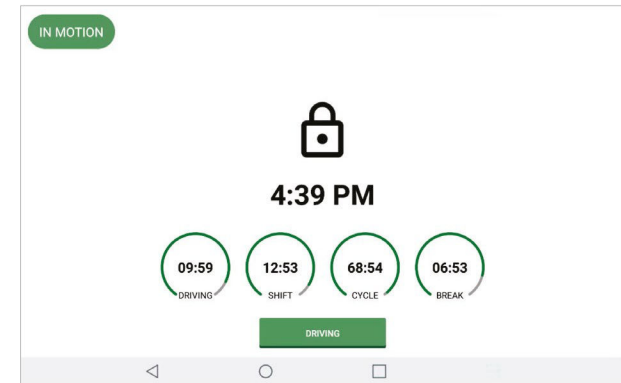 IN MOTION
4:39 PM
09:59 12:53 68:54 06:53
DRIVING SHIFT CYCLE BREAK
DRIVING